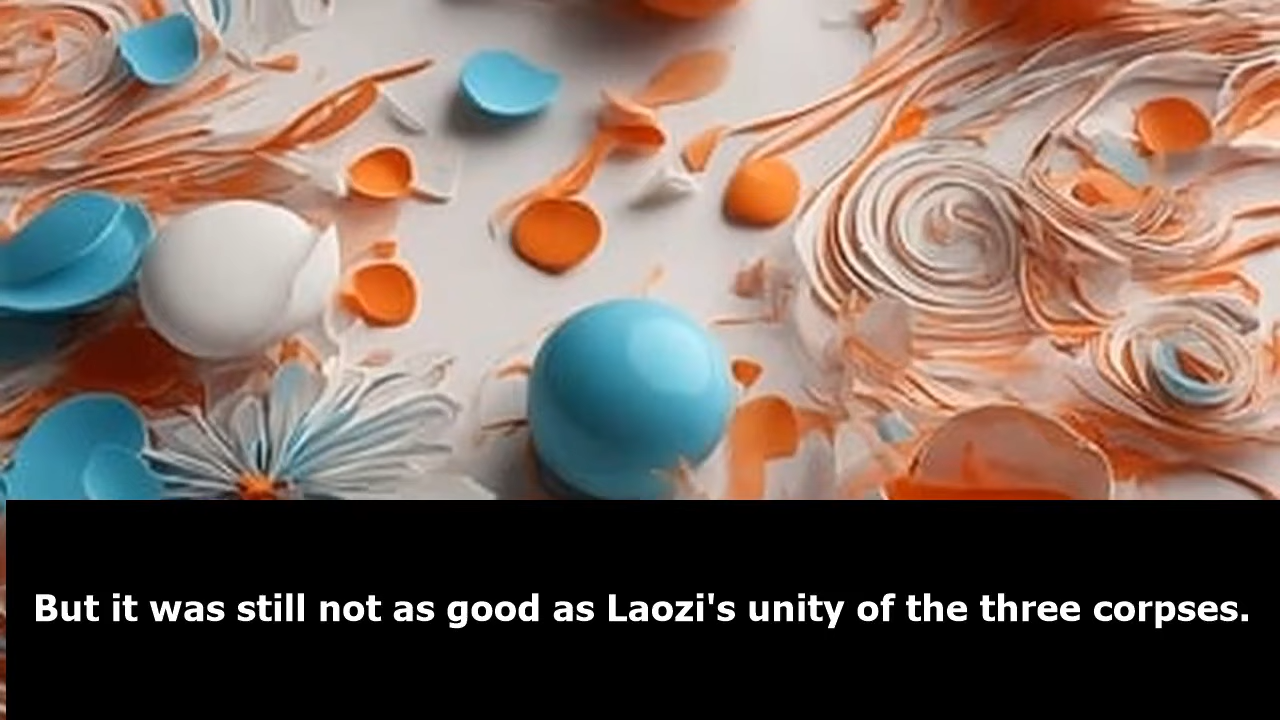 But it was still not as good as Laozi's unity of the three corpses.